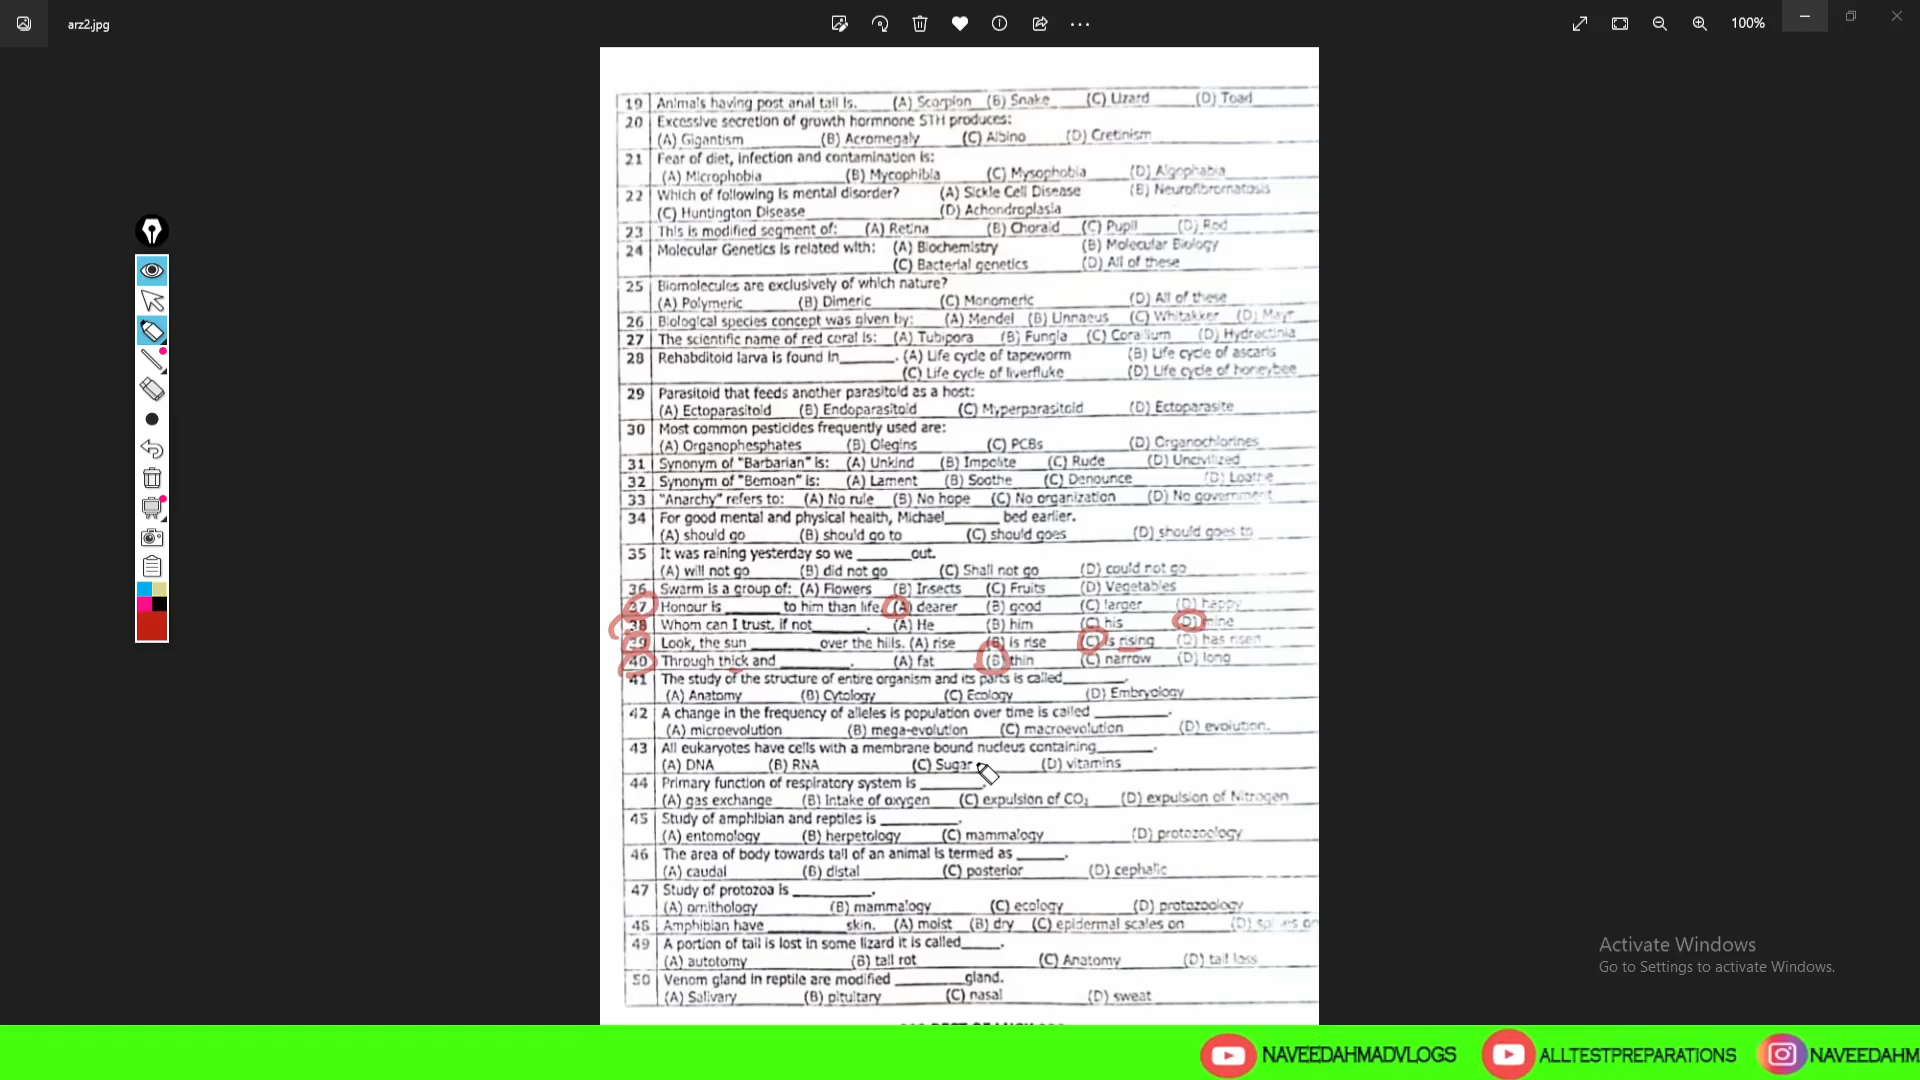 arz2.jpg
100%
19 Animals having post anal tail is. (A) Scorpion (B) Snake (C) Lizard (D) Toad
20 Excessive secretion of growth hormnone STH produces:
(A) Gigantism (B) Acromegaly (C) Albino (D) Cretinism
21 Fear of diet, infection and contamination is:
(A) Microphobia (B) Mycophibia (C) Mysophobia (D) Algophabia
22 Which of following is mental disorder? (A) Sickle Cell Disease (B) Neurofibromatosis
(C) Huntington Disease (D) Achondroplasia
23 This is modified segment of: (A) Retina (B) Choraid (C) Pupil (D) Rod
24 Molecular Genetics is related with: (A) Biochemistry (B) Molecular Biology
(C) Bacterial genetics (D) All of these
25 Biomolecules are exclusively of which nature?
(A) Polymeric (B) Dimeric (C) Monomeric (D) All of these
26 Biological species concept was given by: (A) Mendel (B) Linnaeus (C) Whitakker (D) Mayr
27 The scientific name of red coral is: (A) Tubipora (B) Fungia (C) Corallium (D) Hydractinia
28 Rehabditoid larva is found in_______. (A) Life cycle of tapeworm (B) Life cycle of ascaris
(C) Life cycle of liverfluke (D) Life cycle of honeybee
29 Parasitoid that feeds another parasitoid as a host:
(A) Ectoparasitoid (B) Endoparasitoid (C) Myperparasitoid (D) Ectoparasite
30 Most common pesticides frequently used are:
(A) Organophesphates (B) Olegins (C) PCBs (D) Organochlorines
31 Synonym of "Barbarian" is: (A) Unkind (B) Impolite (C) Rude (D) Uncivilized
32 Synonym of "Bemoan" is: (A) Lament (B) Soothe (C) Denounce (D) Loathe
33 "Anarchy" refers to: (A) No rule (B) No hope (C) No organization (D) No government
34 For good mental and physical health, Michael_______ bed earlier.
(A) should go (B) should go to (C) should goes (D) should goes to
35 It was raining yesterday so we _______out.
(A) will not go (B) did not go (C) Shall not go (D) could not go
36 Swarm is a group of: (A) Flowers (B) Insects (C) Fruits (D) Vegetables
37 Honour is _______ to him than life. (A) dearer (B) good (C) larger (D) happy
38 Whom can I trust, if not_______. (A) He (B) him (C) his (D) mine
39 Look, the sun _________over the hills. (A) rise (B) is rise (C) is rising (D) has risen
40 Through thick and _________. (A) fat (B) thin (C) narrow (D) long
41 The study of the structure of entire organism and its parts is called________.
(A) Anatomy (B) Cytology (C) Ecology (D) Embryology
42 A change in the frequency of alleles is population over time is called _________.
(A) microevolution (B) mega-evolution (C) macroevolution (D) evolution.
43 All eukaryotes have cells with a membrane bound nucleus containing_______.
(A) DNA (B) RNA (C) Sugar (D) vitamins
44 Primary function of respiratory system is ________.
(A) gas exchange (B) intake of oxygen (C) expulsion of CO2 (D) expulsion of Nitrogen
45 Study of amphibian and reptiles is __________.
(A) entomology (B) herpetology (C) mammalogy (D) protozoology
46 The area of body towards tail of an animal is termed as ______.
(A) caudal (B) distal (C) posterior (D) cephalic
47 Study of protozoa is __________.
(A) ornithology (B) mammalogy (C) ecology (D) protozoology
48 Amphibian have __________ skin. (A) moist (B) dry (C) epidermal scales on (D) on
49 A portion of tail is lost in some lizard it is called_____.
(A) autotomy (B) tail rot (C) Anatomy (D) tail loss
50 Venom gland in reptile are modified _________gland.
(A) Salivary (B) pituitary (C) nasal (D) sweat
Activate Windows
Go to Settings to activate Windows.
NAVEEDAHMADVLOGS ALLTESTPREPARATIONS NAVEEDAHM